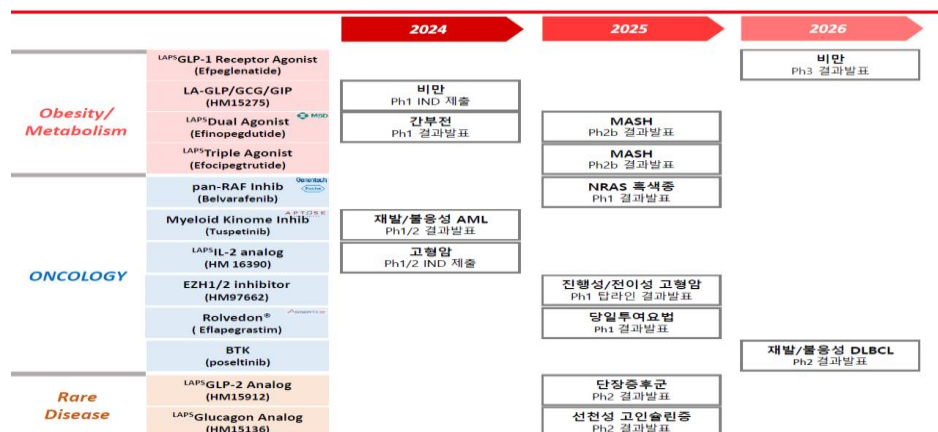 2024
2025
2026
Obesity/
Metabolism
LAPSGLP-1 Receptor Agonist
(Efpeglenatide)
비만
Ph3 결과발표
LA-GLP/GCG/GIP
(HM15275)
비만
Ph1 IND 제출
LAPSDual Agonist
MSD
(Efinopegdutide)
간부전
Ph1 결과발표
MASH
Ph2b 결과발표
LAPSTriple Agonist
(Efocipegtrutide)
MASH
Ph2b 결과발표
ONCOLOGY
pan-RAF Inhib
Genentech
Roche
(Belvarafenib)
NRAS 흑색종
Ph1 결과발표
Myeloid Kinome Inhib
APTOSE
(Tuspetinib)
재발/불응성 AML
Ph1/2 결과발표
LAPSIL-2 analog
(HM 16390)
고형암
Ph1/2 IND 제출
EZH1/2 inhibitor
(HM97662)
진행성/전이성 고형암
Ph1 탑라인 결과발표
Rolvedon®
( Eflapegrastim)
당일투여요법
Ph1 결과발표
BTK
(poseltinib)
재발/불응성 DLBCL
Ph2 결과발표
Rare
Disease
LAPSGLP-2 Analog
(HM15912)
단장증후군
Ph2 결과발표
LAPSGlucagon Analog
(HM15136)
선천성 고인슐린증
Ph2 결과발표